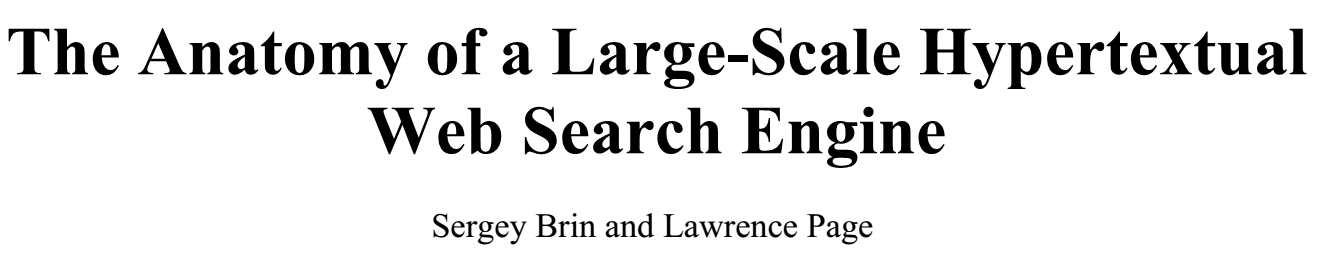 The Anatomy of a Large-Scale Hypertextual
Web Search Engine
Sergey Brin and Lawrence Page